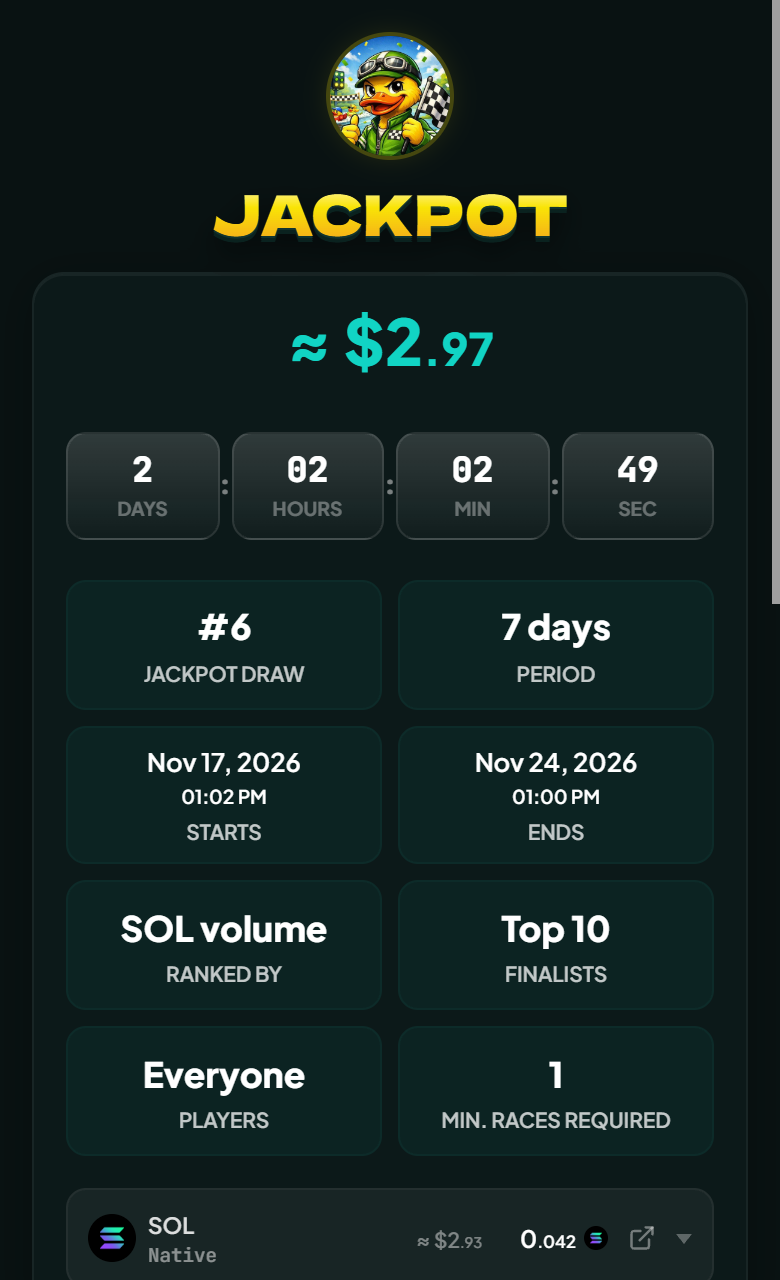 JACKPOT
≈ $2.97
2 : 02 : 02 : 49
DAYS HOURS MIN SEC
#6 7 days
JACKPOT DRAW PERIOD
Nov 17, 2026 Nov 24, 2026
01:02 PM 01:00 PM
STARTS ENDS
SOL volume Top 10
RANKED BY FINALISTS
Everyone 1
PLAYERS MIN. RACES REQUIRED
SOL ≈ $2.93 0.042
Native